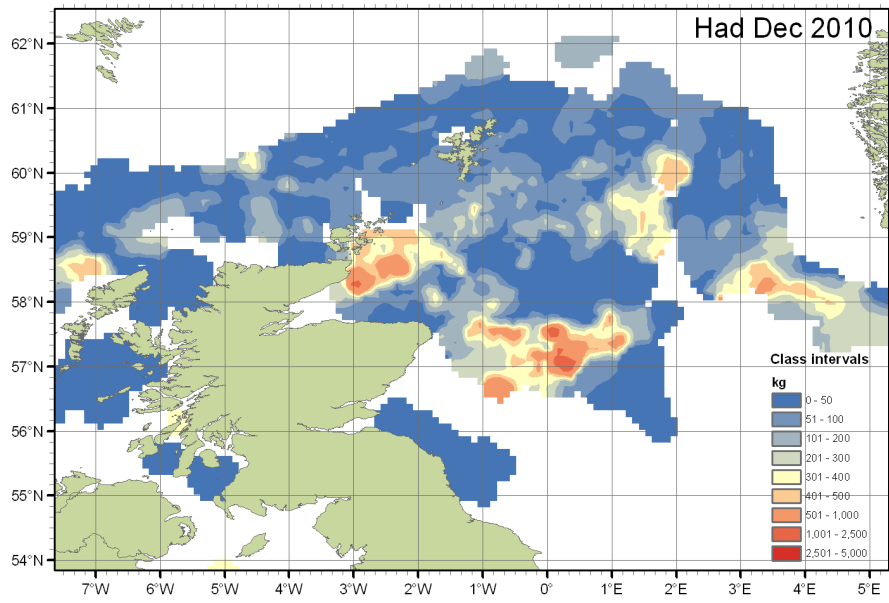 Had Dec 2010
62°N
61°N
60°N
59°N
58°N
57°N
56°N
55°N
54°N
Class intervals
kg
0 - 50
51 - 100
101 - 200
201 - 300
301 - 400
401 - 500
501 - 1,000
1,001 - 2,500
2,501 - 5,000
7°W 6°W 5°W 4°W 3°W 2°W 1°W 0° 1°E 2°E 3°E 4°E 5°E